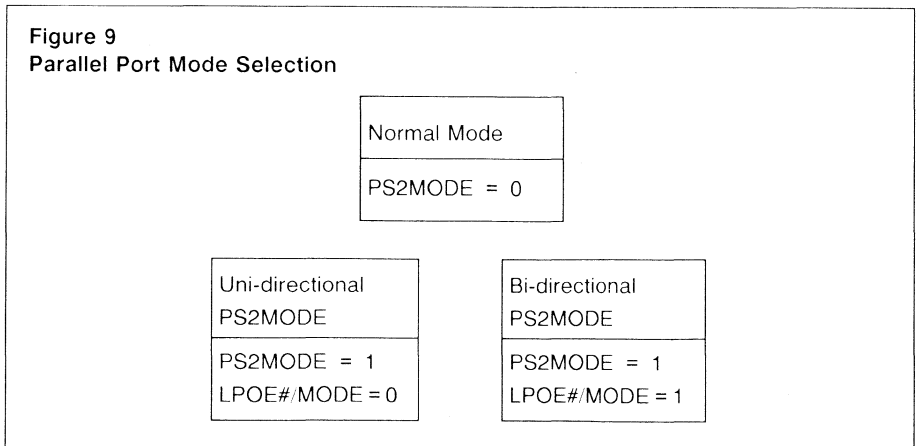 Figure 9
Parallel Port Mode Selection
Normal Mode
PS2MODE = 0
Uni-directional
PS2MODE
PS2MODE = 1
LPOE#/MODE = 0
Bi-directional
PS2MODE
PS2MODE = 1
LPOE#/MODE = 1